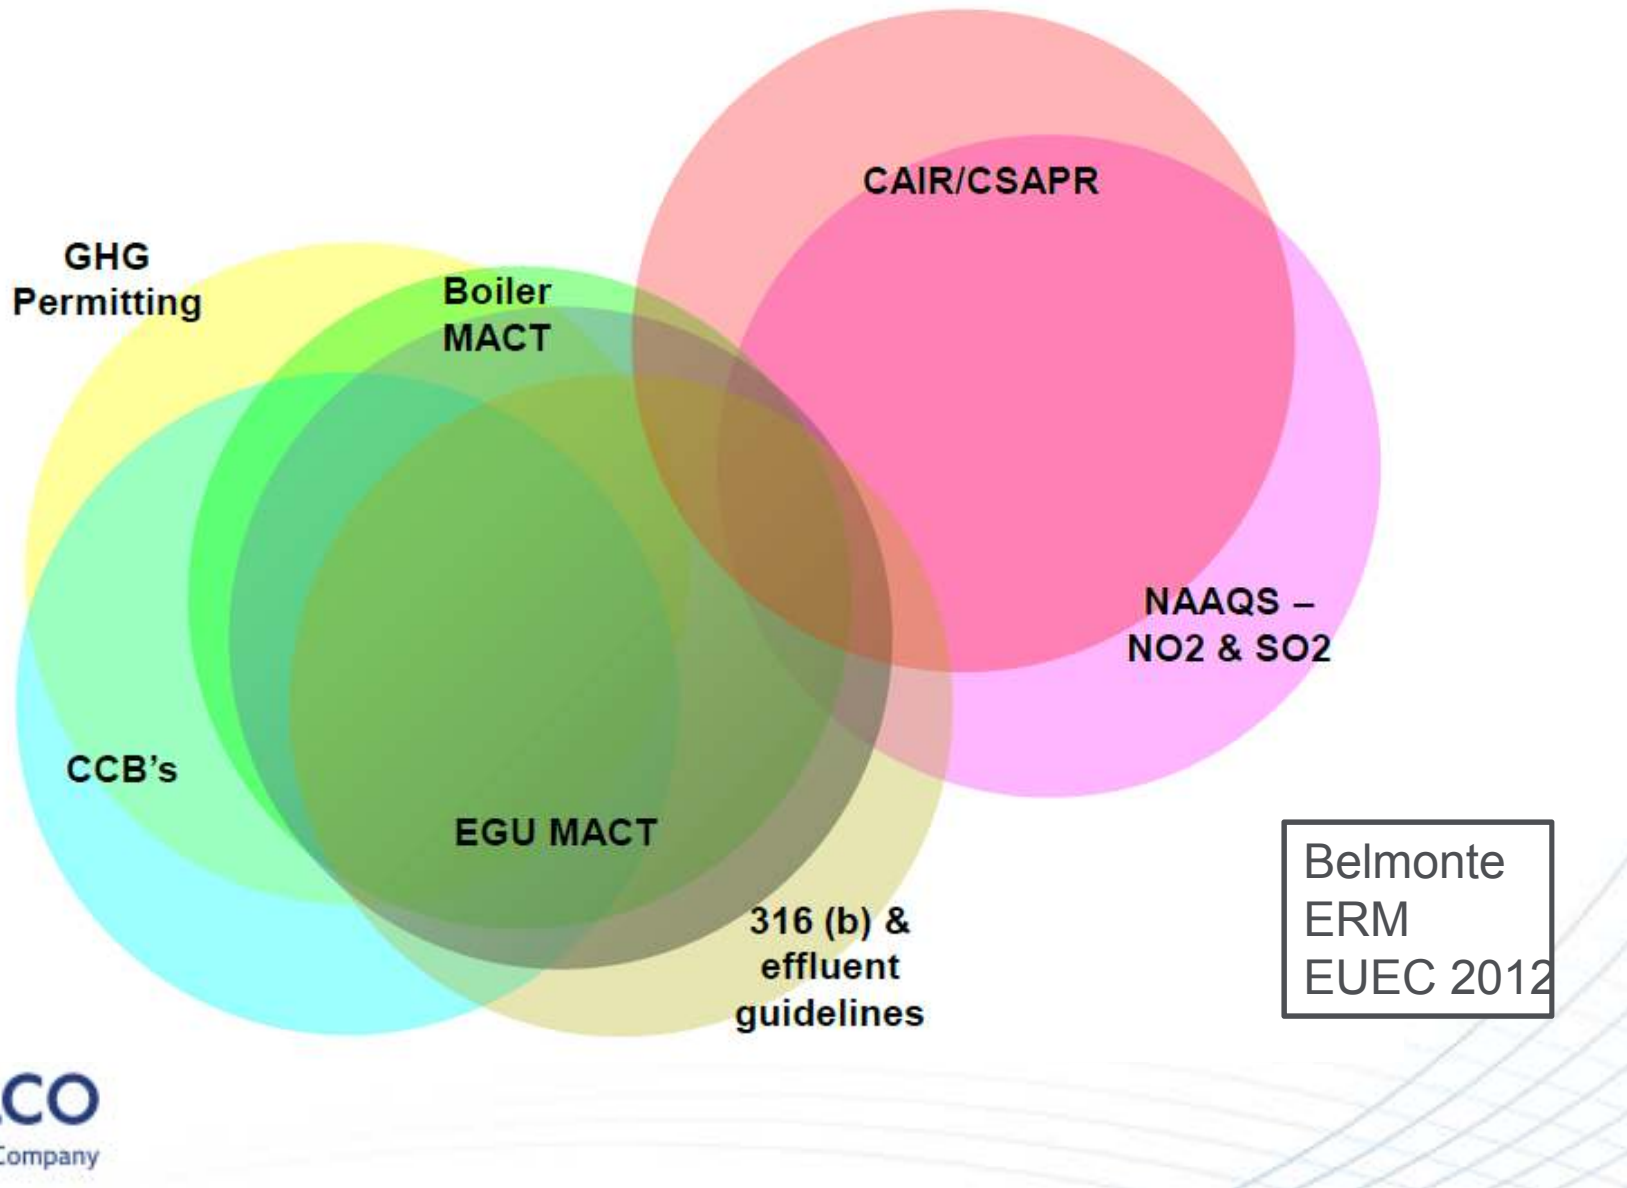 CAIR/CSAPR
GHG
Permitting
Boiler
MACT
NAAQS –
NO2 & SO2
CCB's
EGU MACT
316 (b) &
effluent
guidelines
Belmonte
ERM
EUEC 2012
CO
Company